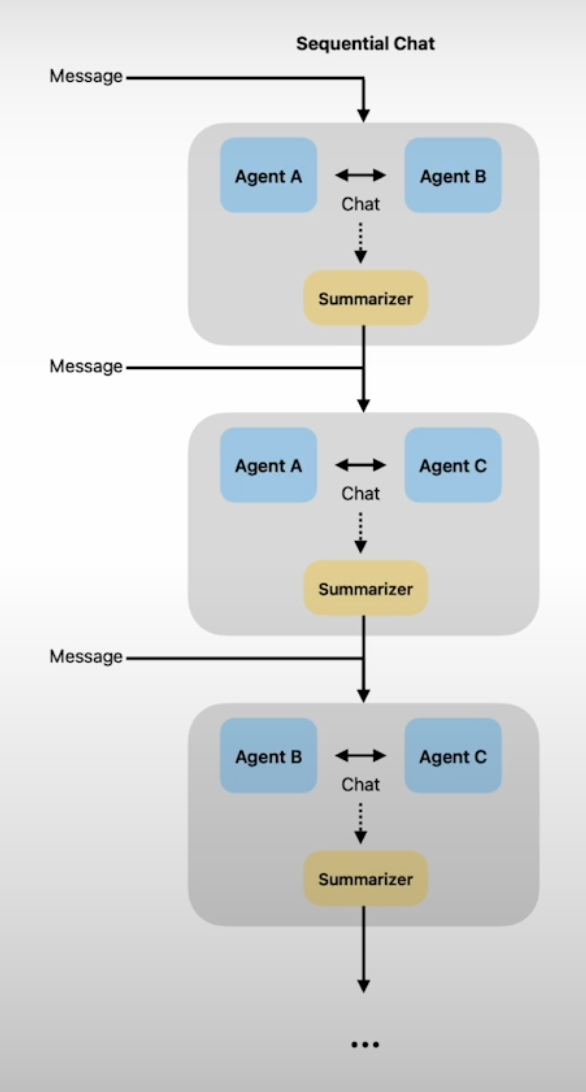 Sequential Chat
Message
Agent A
Agent B
Chat
Summarizer
Message
Agent A
Agent C
Chat
Summarizer
Message
Agent B
Agent C
Chat
Summarizer
...